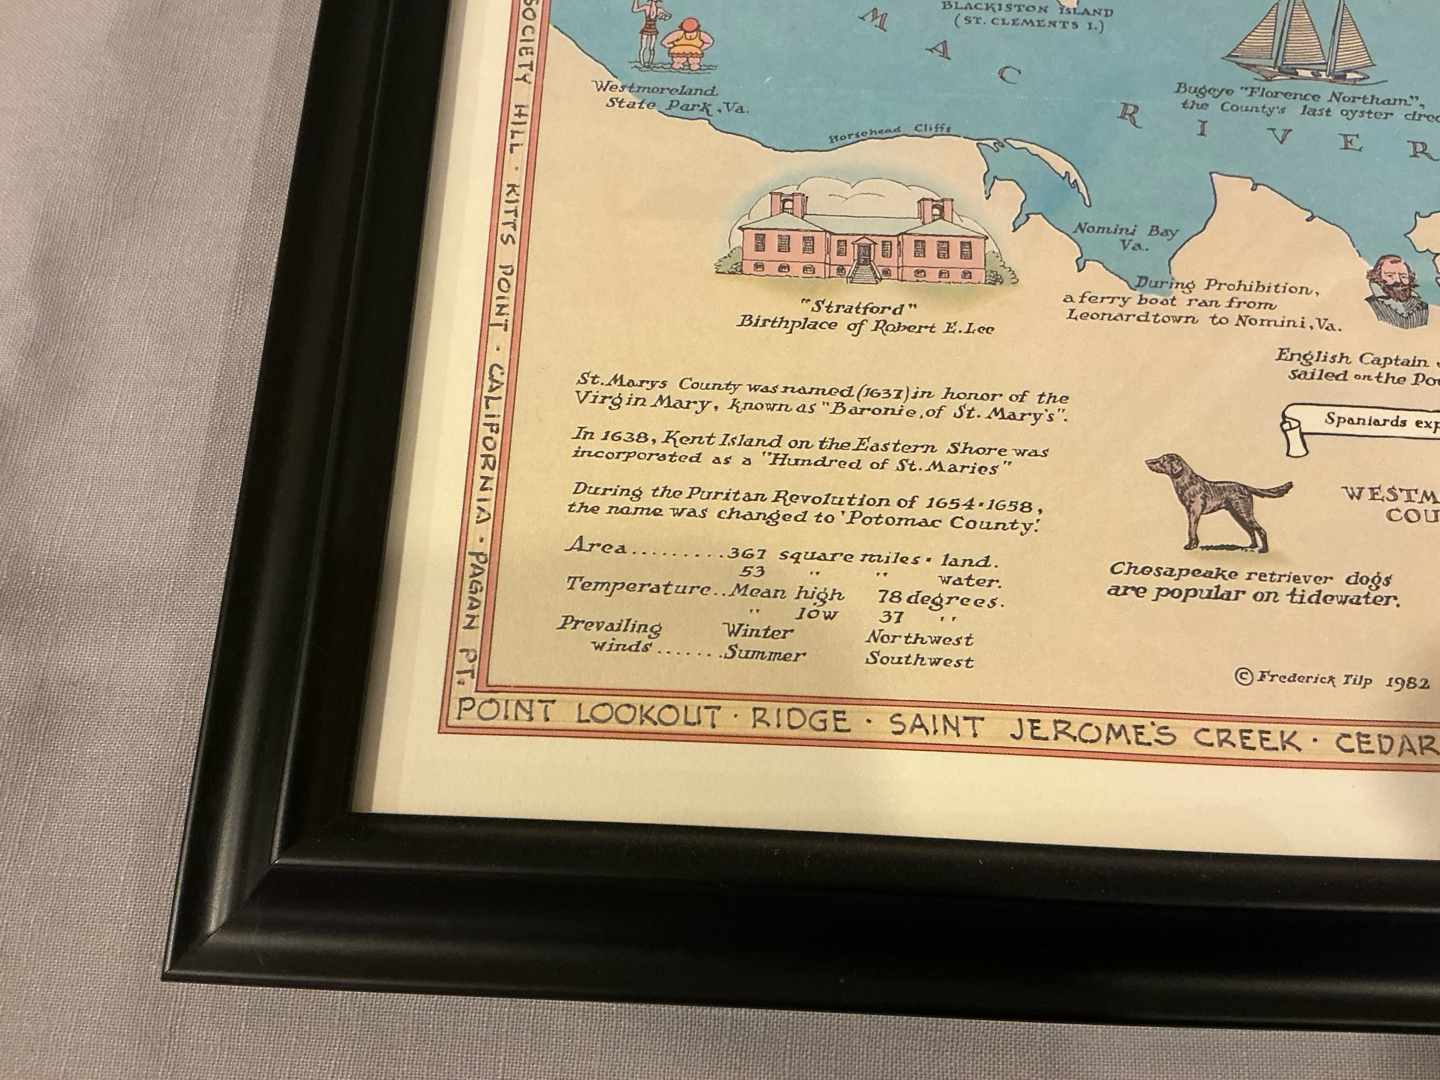 BLACKISTON ISLAND
(ST. CLEMENTS I.)
M A C
R I V E R
Westmoreland
State Park, Va.
Bugeye "Florence Northam",
the County's last oyster
Horsehead Cliffs
Nomini Bay
Va.
During Prohibition,
a ferry boat ran from
Leonardtown to Nomini, Va.
"Stratford"
Birthplace of Robert E. Lee
English Captain
sailed on the
Spaniards
St. Marys County was named (1637) in honor of the
Virgin Mary, known as "Baronie, of St. Mary's".
In 1638, Kent Island on the Eastern Shore was
incorporated as a "Hundred of St. Maries"
During the Puritan Revolution of 1654-1658,
the name was changed to 'Potomac County'.
Area.........367 square miles - land.
53 " " water.
Temperature..Mean high 78 degrees.
" low 37 "
Prevailing Winter Northwest
winds.......Summer Southwest
Chesapeake retriever dogs
are popular on tidewater.
© Frederick Tilp 1982
SOCIETY HILL · KITTS POINT · CALIFORNIA · PAGAN PT.
POINT LOOKOUT · RIDGE · SAINT JEROME'S CREEK · CEDAR